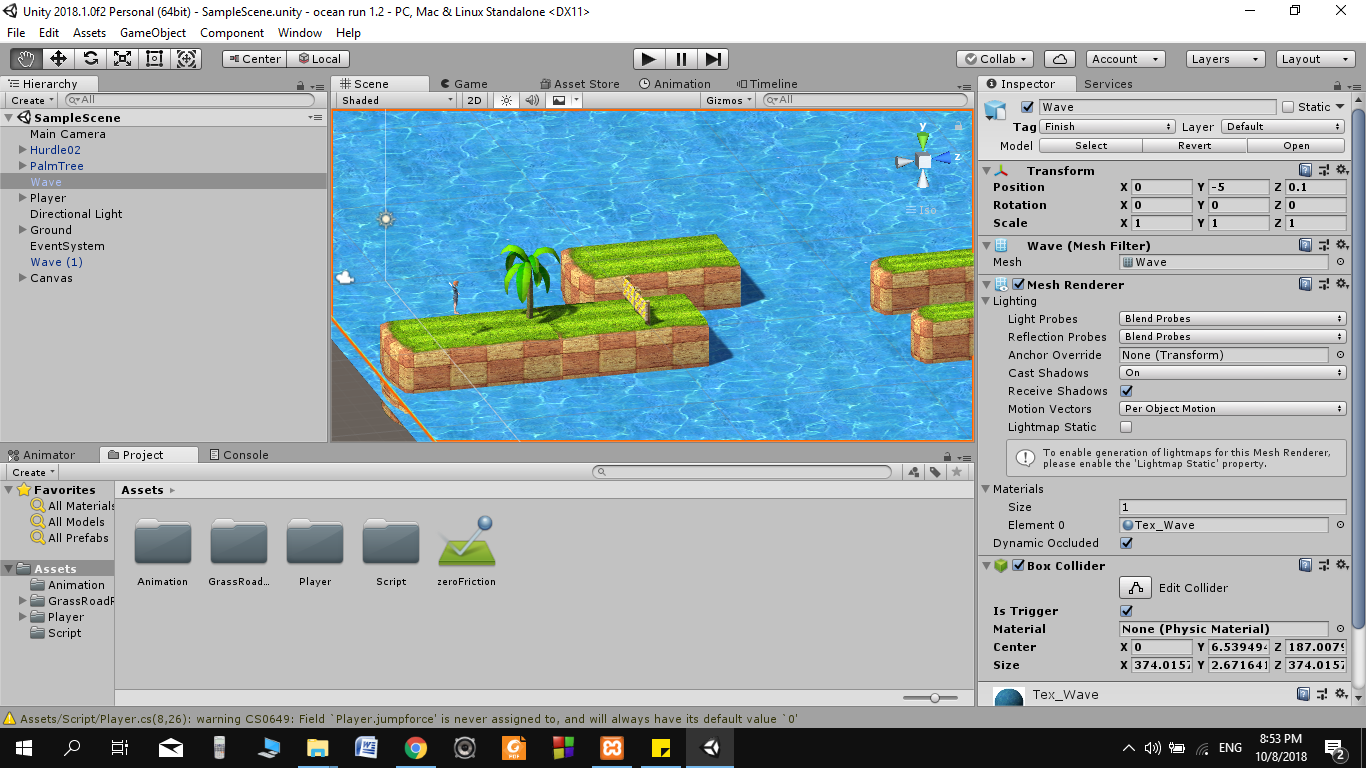 Unity 2018.1.0f2 Personal (64bit) - SampleScene.unity - ocean run 1.2 - PC, Mac & Linux Standalone <DX11>
File Edit Assets GameObject Component Window Help
Center Local Collab Account Layers Layout
Hierarchy
Create All
SampleScene
Main Camera
Hurdle02
PalmTree
Wave
Player
Directional Light
Ground
EventSystem
Wave (1)
Canvas
Scene Game Asset Store Animation Timeline
Shaded 2D Gizmos All
y
z
Iso
Inspector Services
Wave Static
Tag Finish Layer Default
Model Select Revert Open
Transform
Position X 0 Y -5 Z 0.1
Rotation X 0 Y 0 Z 0
Scale X 1 Y 1 Z 1
Wave (Mesh Filter)
Mesh Wave
Mesh Renderer
Lighting
Light Probes Blend Probes
Reflection Probes Blend Probes
Anchor Override None (Transform)
Cast Shadows On
Receive Shadows
Motion Vectors Per Object Motion
Lightmap Static
To enable generation of lightmaps for this Mesh Renderer,
please enable the 'Lightmap Static' property.
Materials
Size 1
Element 0 Tex_Wave
Dynamic Occluded
Box Collider
Edit Collider
Is Trigger
Material None (Physic Material)
Center X 0 Y 6.539494 Z 187.0079
Size X 374.0157 Y 2.671641 Z 374.0157
Tex_Wave
Animator Project Console
Create
Favorites
All Materials
All Models
All Prefabs
Assets
Animation
GrassRoadR
Player
Script
Assets
Animation GrassRoad... Player Script zeroFriction
Assets/Script/Player.cs(8,26): warning CS0649: Field `Player.jumpforce' is never assigned to, and will always have its default value `0'
ENG
8:53 PM
10/8/2018
2